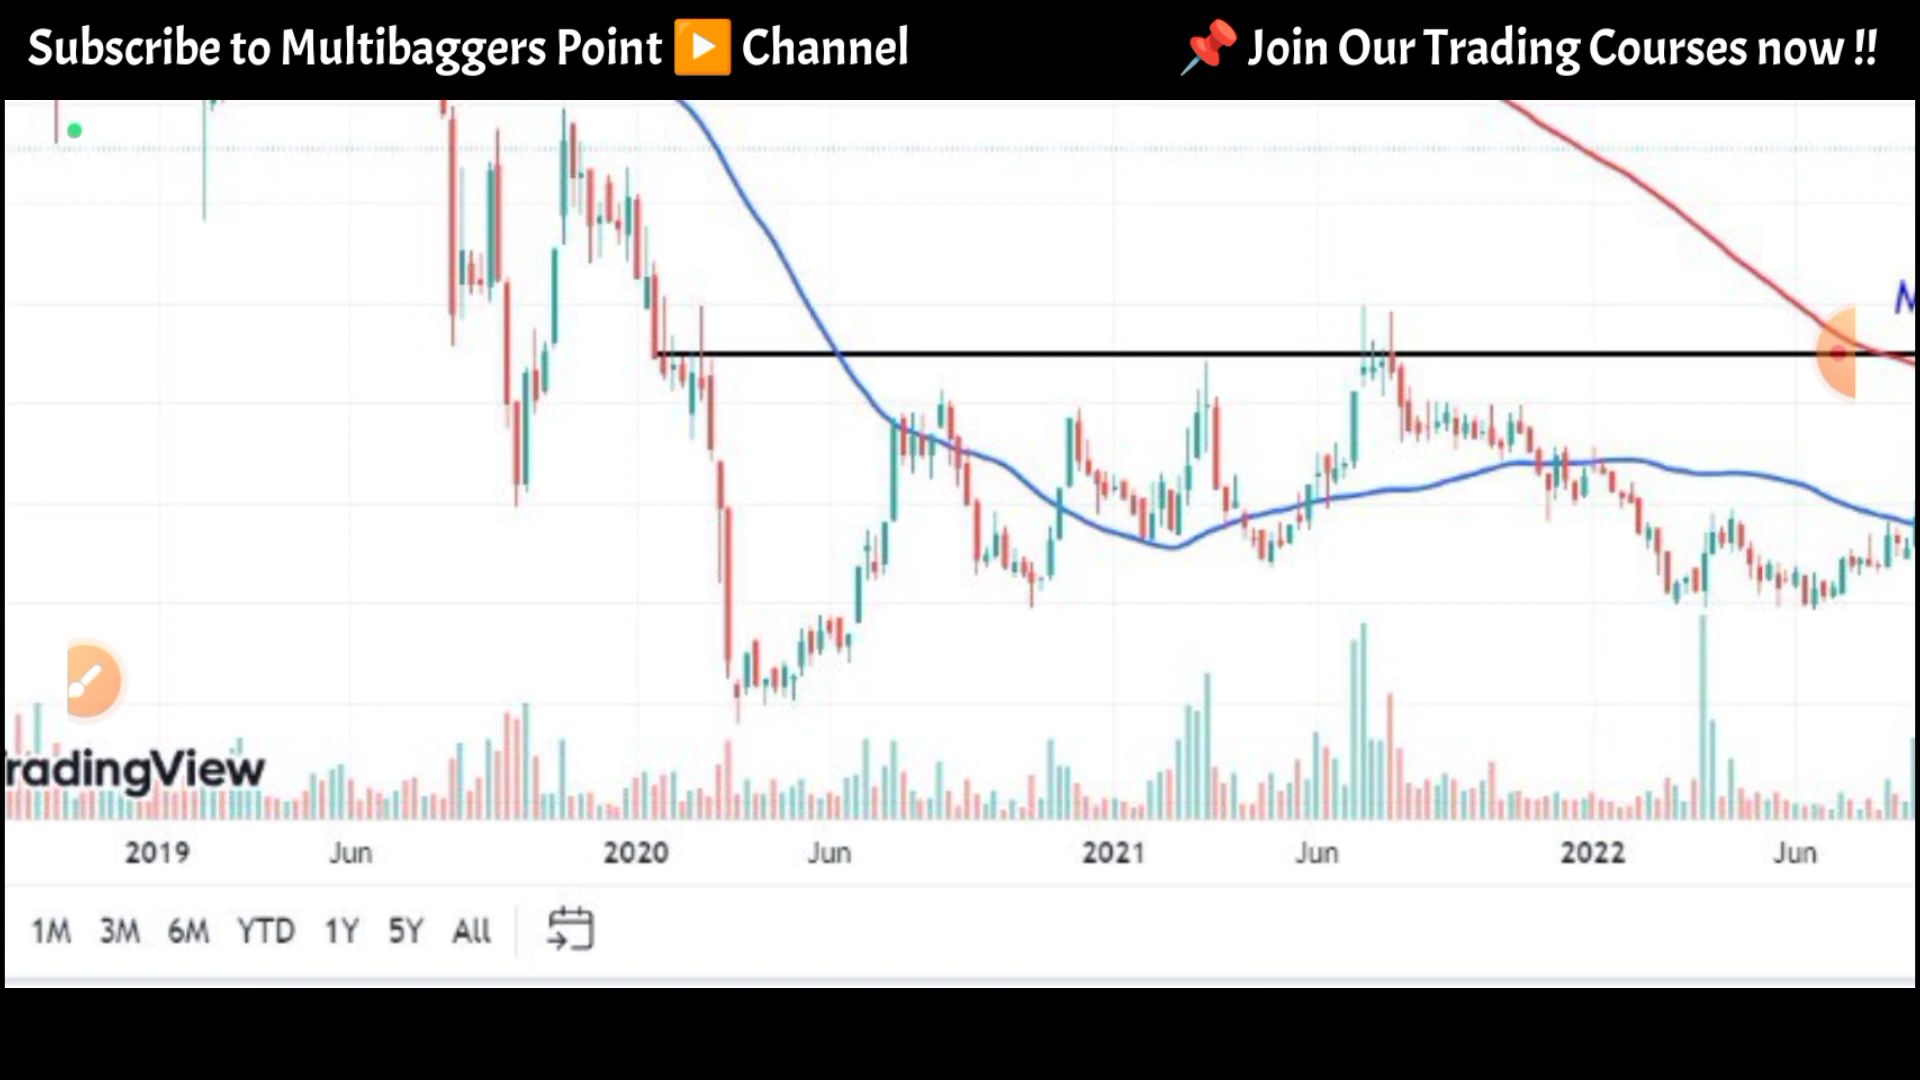 Subscribe to Multibaggers Point ▶️ Channel
📌 Join Our Trading Courses now !!
radingView
2019 Jun 2020 Jun 2021 Jun 2022 Jun
1M 3M 6M YTD 1Y 5Y All